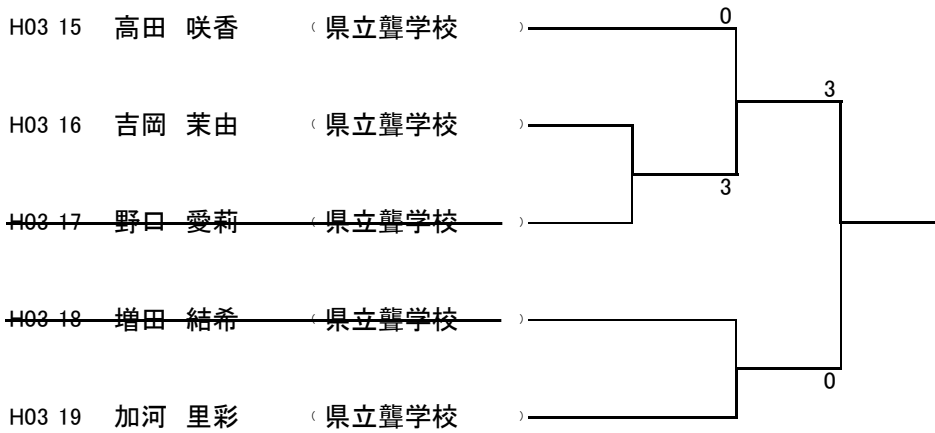 H03 15 高田 咲香 （ 県立聾学校 ） 0
3
H03 16 吉岡 茉由 （ 県立聾学校 ）
3
H03 17 野口 愛莉 （ 県立聾学校 ）
H03 18 増田 結希 （ 県立聾学校 ）
0
H03 19 加河 里彩 （ 県立聾学校 ）